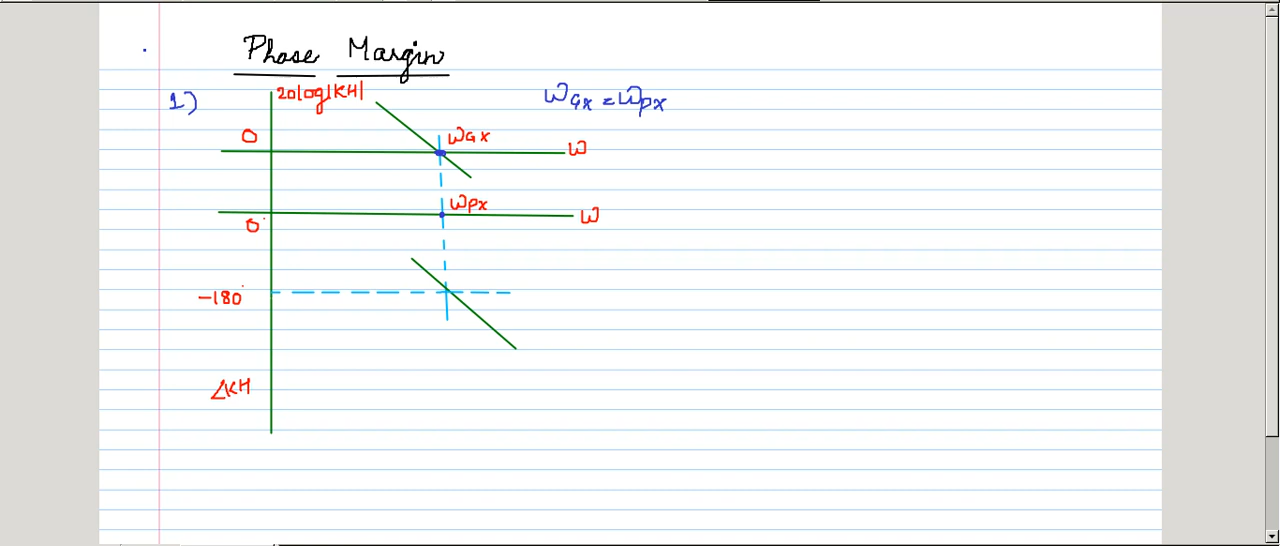 Phase Margin
1)
20log|KH|
ωGX = ωPX
0
ωGX
ω
ωPX
0°
ω
-180°
∠KH